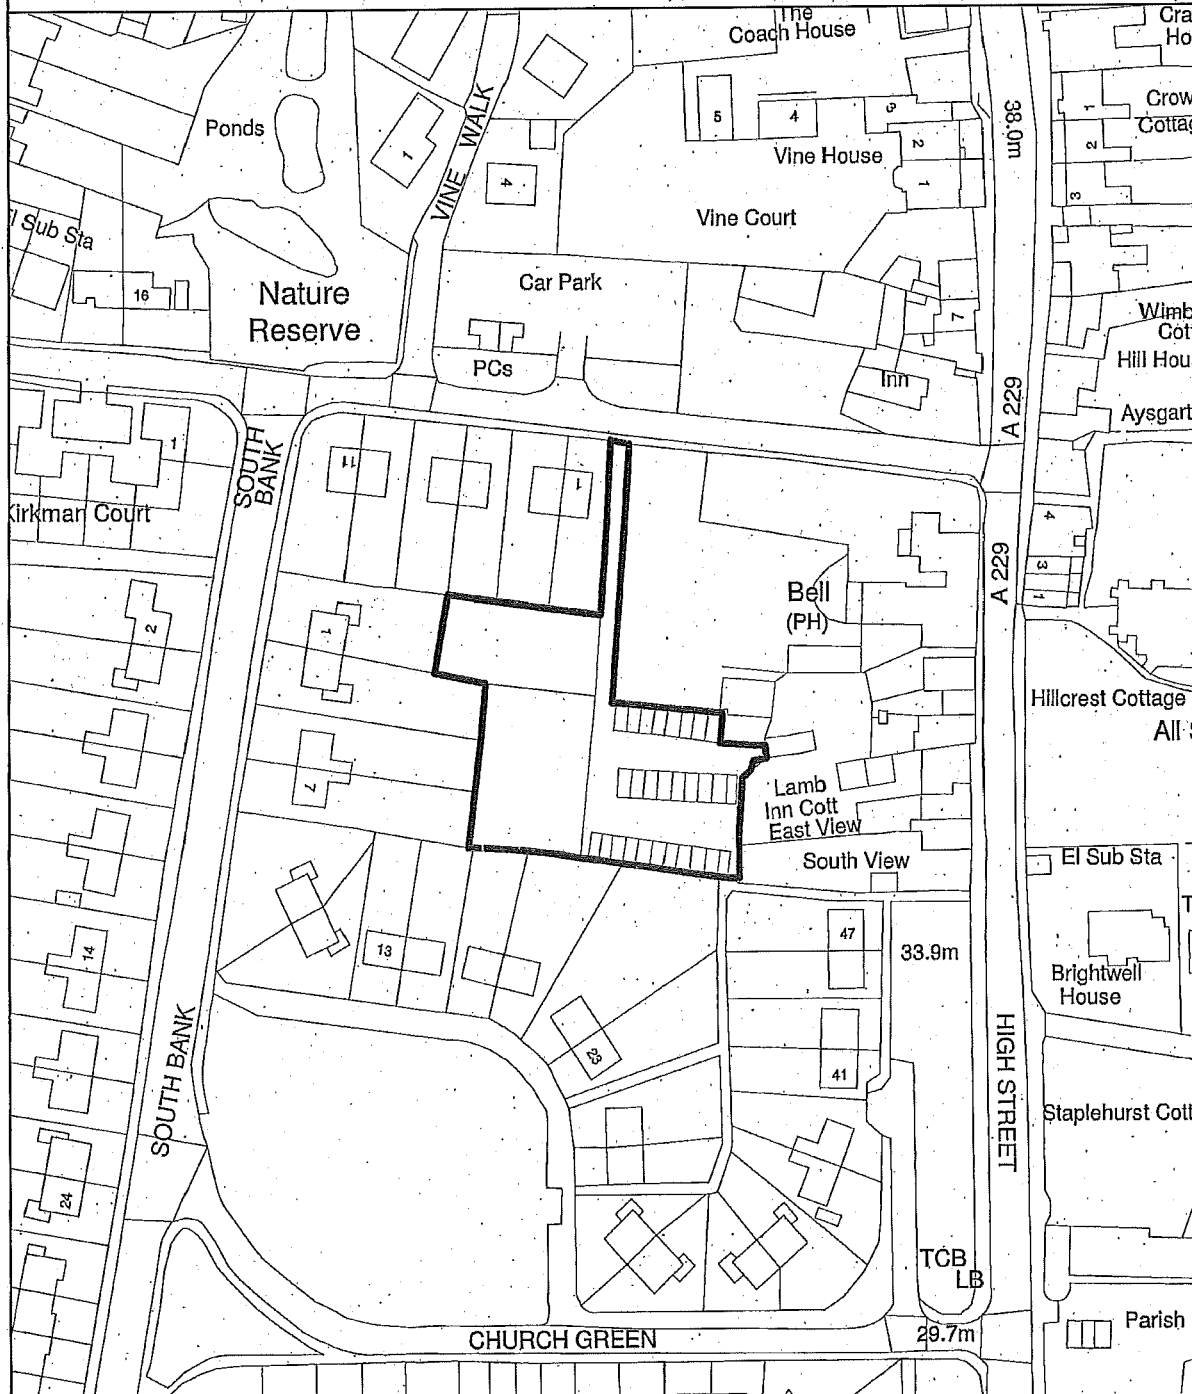 The
Coach House
Cra
Ho
Ponds
1
VINE WALK
4
5
4
3
2
1
Vine House
38.0m
1
Crow
Cottag
2
3
Vine Court
El Sub Sta
16
Nature
Reserve
Car Park
PCs
7
Inn
A 229
Wimb
Cott
Hill Hou
Aysgart
SOUTH
BANK
1
Kirkman Court
11
1
Bell
(PH)
A 229
4
3
1
2
1
7
Hillcrest Cottage
All S
Lamb
Inn Cott
East View
South View
El Sub Sta
T
14
13
47
33.9m
Brightwell
House
23
41
SOUTH BANK
HIGH STREET
Staplehurst Cott
24
TCB
LB
CHURCH GREEN
29.7m
Parish